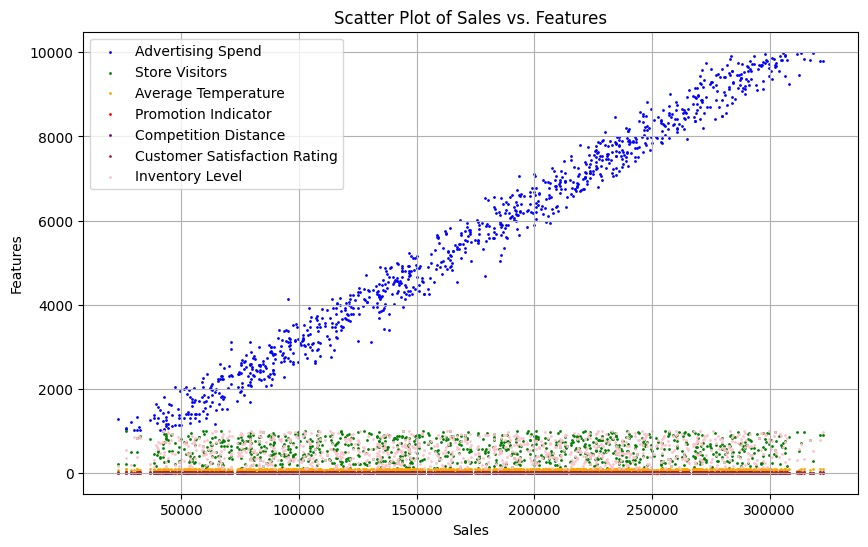 Scatter Plot of Sales vs. Features
10000
8000
6000
4000
2000
0
Features
Advertising Spend
Store Visitors
Average Temperature
Promotion Indicator
Competition Distance
Customer Satisfaction Rating
Inventory Level
50000
100000
150000
200000
250000
300000
Sales